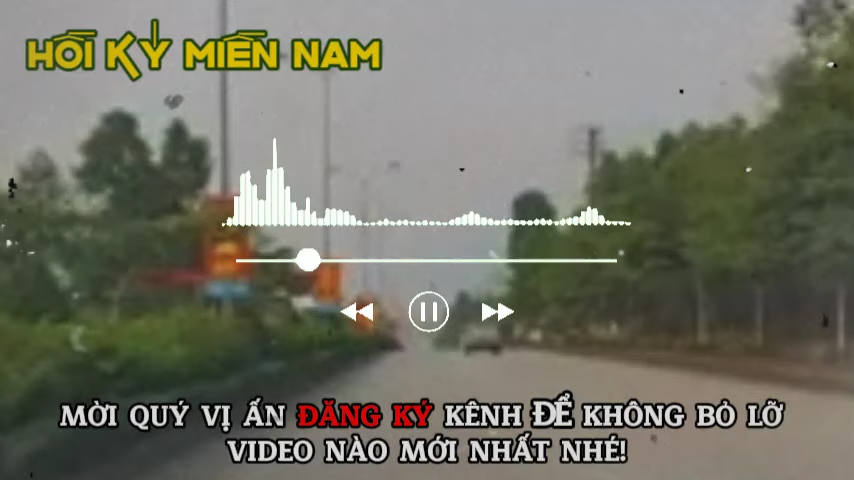 HỒI KÝ MIỀN NAM
MỜI QUÝ VỊ ẤN ĐĂNG KÝ KÊNH ĐỂ KHÔNG BỎ LỠ
VIDEO NÀO MỚI NHẤT NHÉ!